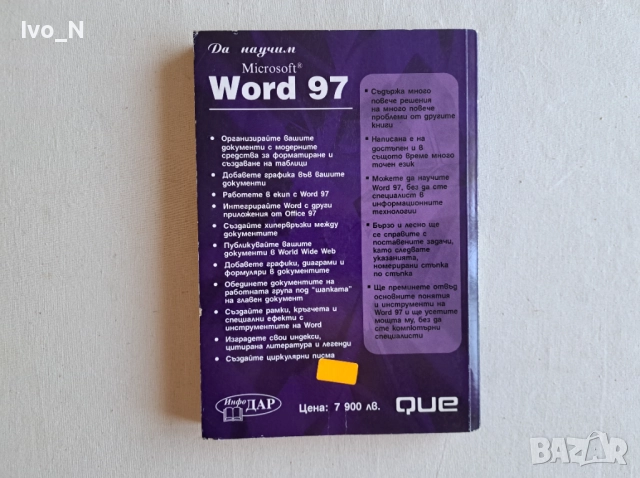 Ivo_N
Да научим
Microsoft®
Word 97
• Организирайте вашите
документи с модерните
средства за форматиране и
създаване на таблици
• Добавете графика във вашите
документи
• Работете в екип с Word 97
• Интегрирайте Word с други
приложения от Office 97
• Създайте хипервръзки между
документите
• Публикувайте вашите
документи в World Wide Web
• Добавете графики, диаграми и
формуляри в документите
• Обединете документите на
работната група под "шапката"
на главен документ
• Създайте рамки, кръгчета и
специални ефекти с
инструментите на Word
• Изградете свои индекси,
цитирана литература и легенди
• Създайте циркулярни писма
• Съдържа много
повече решения
на много повече
проблеми от другите
книги
• Написана е на
достъпен и в
същото време много
точен език
• Можете да научите
Word 97, без да сте
специалист в
информационните
технологии
• Бързо и лесно ще
се справите с
поставените задачи,
като следвате
указанията,
номерирани стъпка
по стъпка
• Ще преминете отвъд
основните понятия
и инструменти на
Word 97 и ще усетите
мощта му, без да
сте компютърни
специалисти
ИнфоДАР
Цена: 7 900 лв.
que
BAZAR